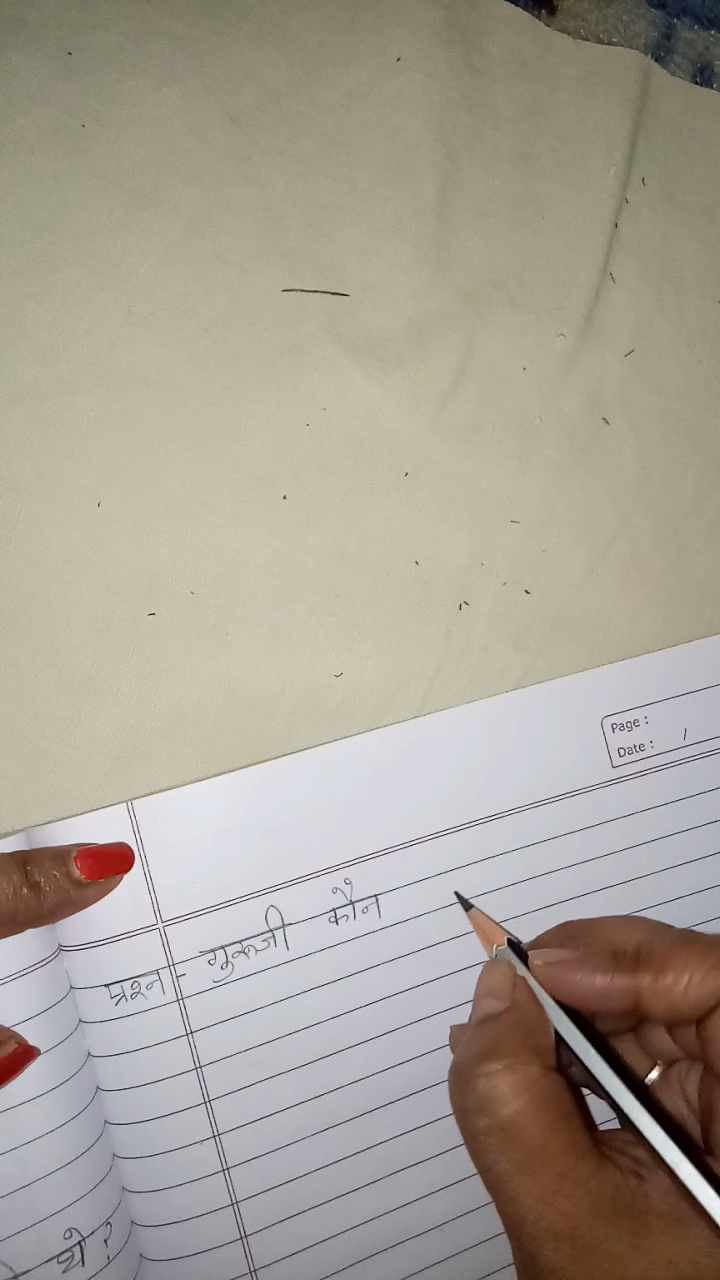 Page :
Date : /
प्रश्न - गुरूजी कौन
थे ?